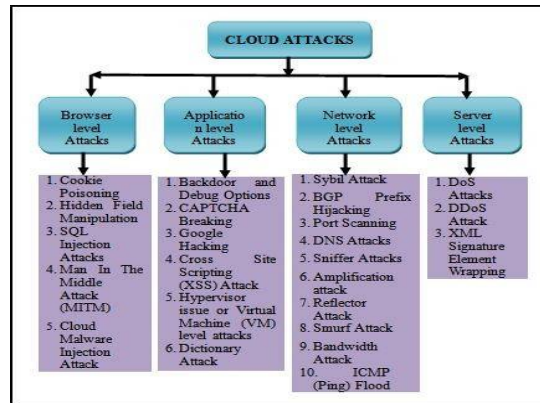 CLOUD ATTACKS
Browser
level
Attacks
Applicatio
n level
Attacks
Network
level
Attacks
Server
level
Attacks
1. Cookie
Poisoning
2. Hidden Field
Manipulation
3. SQL
Injection
Attacks
4. Man In The
Middle
Attack
(MITM)
5. Cloud
Malware
Injection
Attack
1. Backdoor and
Debug Options
2. CAPTCHA
Breaking
3. Google
Hacking
4. Cross Site
Scripting
(XSS) Attack
5. Hypervisor
issue or Virtual
Machine (VM)
level attacks
6. Dictionary
Attack
1. Sybil Attack
2. BGP Prefix
Hijacking
3. Port Scanning
4. DNS Attacks
5. Sniffer Attacks
6. Amplification
attack
7. Reflector
Attack
8. Smurf Attack
9. Bandwidth
Attack
10. ICMP
(Ping) Flood
1. DoS
Attacks
2. DDoS
Attack
3. XML
Signature
Element
Wrapping